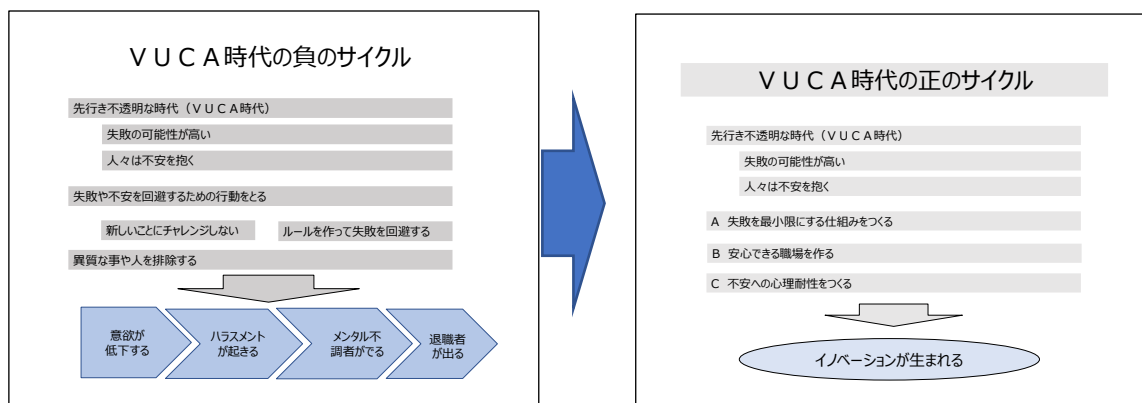 ＶＵＣＡ時代の負のサイクル
先行き不透明な時代（ＶＵＣＡ時代）
失敗の可能性が高い
人々は不安を抱く
失敗や不安を回避するための行動をとる
新しいことにチャレンジしない
ルールを作って失敗を回避する
異質な事や人を排除する
意欲が
低下する
ハラスメント
が起きる
メンタル不
調者がでる
退職者
が出る
ＶＵＣＡ時代の正のサイクル
先行き不透明な時代（ＶＵＣＡ時代）
失敗の可能性が高い
人々は不安を抱く
A 失敗を最小限にする仕組みをつくる
B 安心できる職場を作る
C 不安への心理耐性をつくる
イノベーションが生まれる